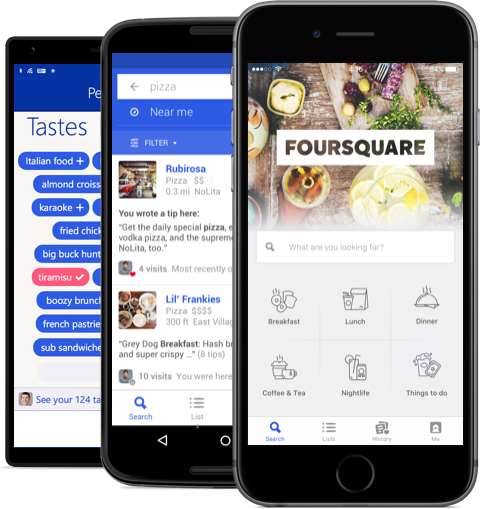 Tastes
Italian food +
almond croiss
karaoke +
fried chick
big buck hunt
tiramisu ✓
boozy brunch
french pastrie
sub sandwiche
See your 124 ta
pizza
Near me
FILTER
Rubirosa
Pizza $$
0.3 mi NoLita
You wrote a tip here:
"Get the daily special pizza, e
vodka pizza, and the supreme
NoLita, too."
4 visits Most recently o
Lil' Frankies
Pizza $$$$
300 ft East Villag
"Grey Dog Breakfast: Hash b
and super crispy ..." (8 tips)
10 visits You were here
Search List
FOURSQUARE
What are you looking for?
Breakfast Lunch Dinner
Coffee & Tea Nightlife Things to do
Search Lists History Me